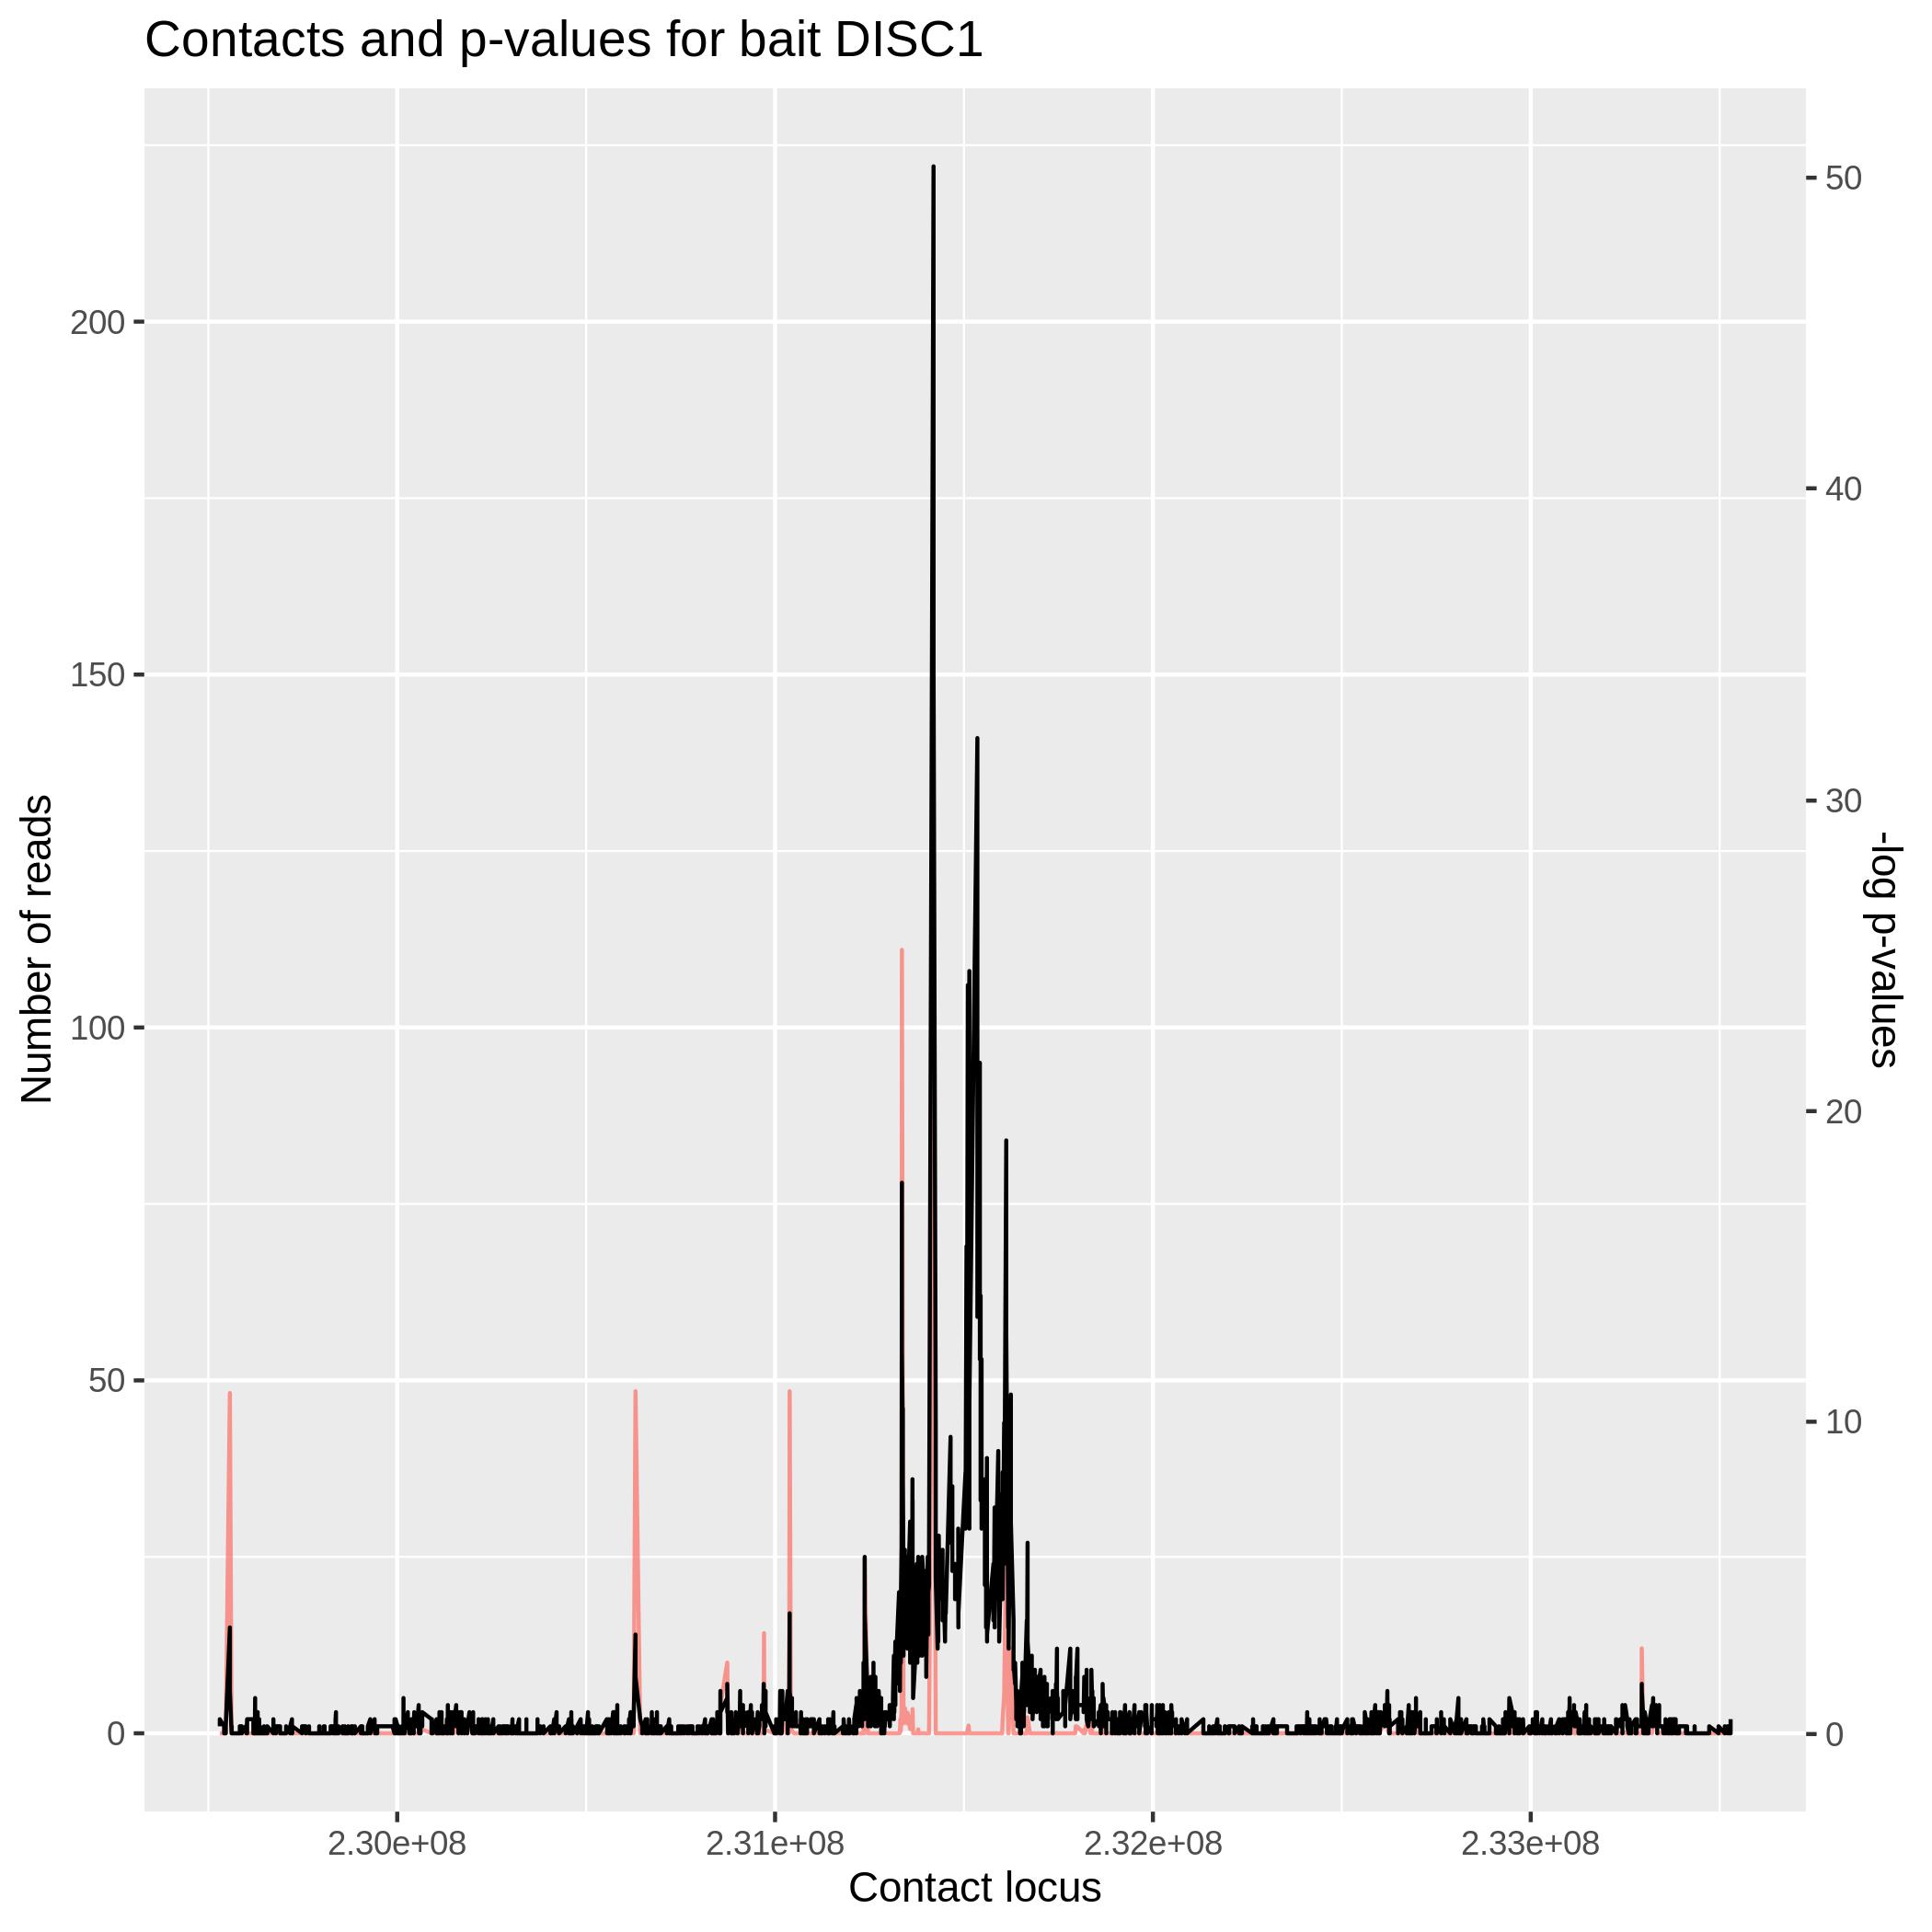 Contacts and p-values for bait DISC1
Number of reads
200
150
100
50
0
50
40
30
20
10
0
-log p-values
2.30e+08 2.31e+08 2.32e+08 2.33e+08
Contact locus